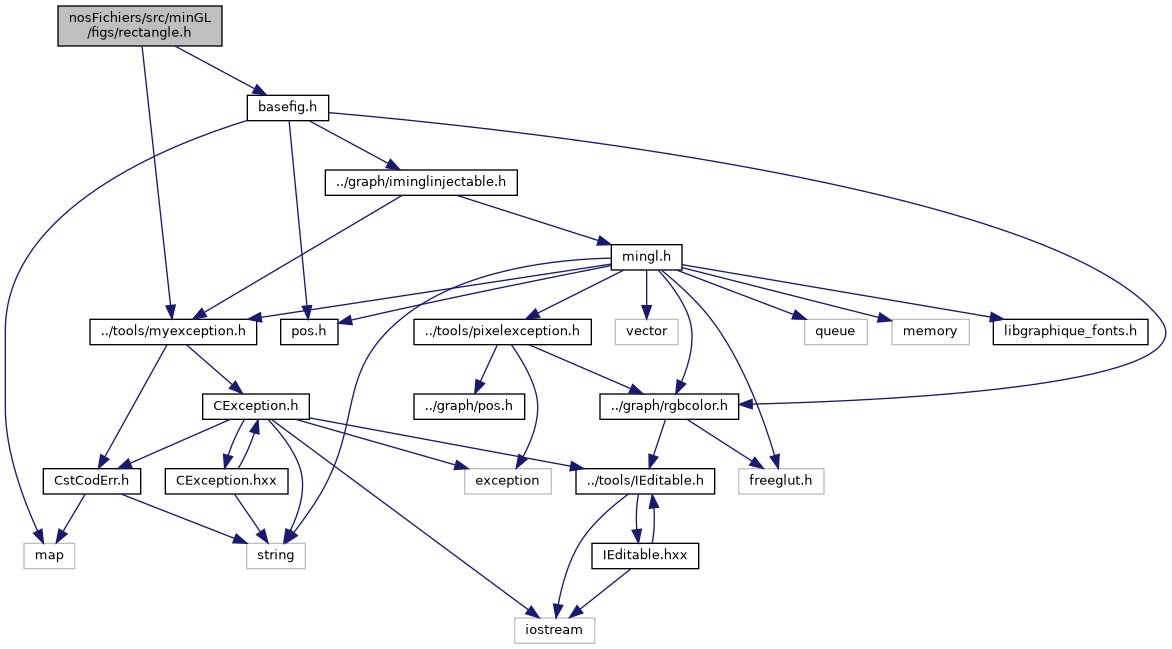 nosFichiers/src/minGL
/figs/rectangle.h
basefig.h
../graph/iminglinjectable.h
mingl.h
../tools/myexception.h
pos.h
../tools/pixelexception.h
vector
queue
memory
libgraphique_fonts.h
CException.h
../graph/pos.h
../graph/rgbcolor.h
CstCodErr.h
CException.hxx
exception
../tools/IEditable.h
freeglut.h
map
string
IEditable.hxx
iostream